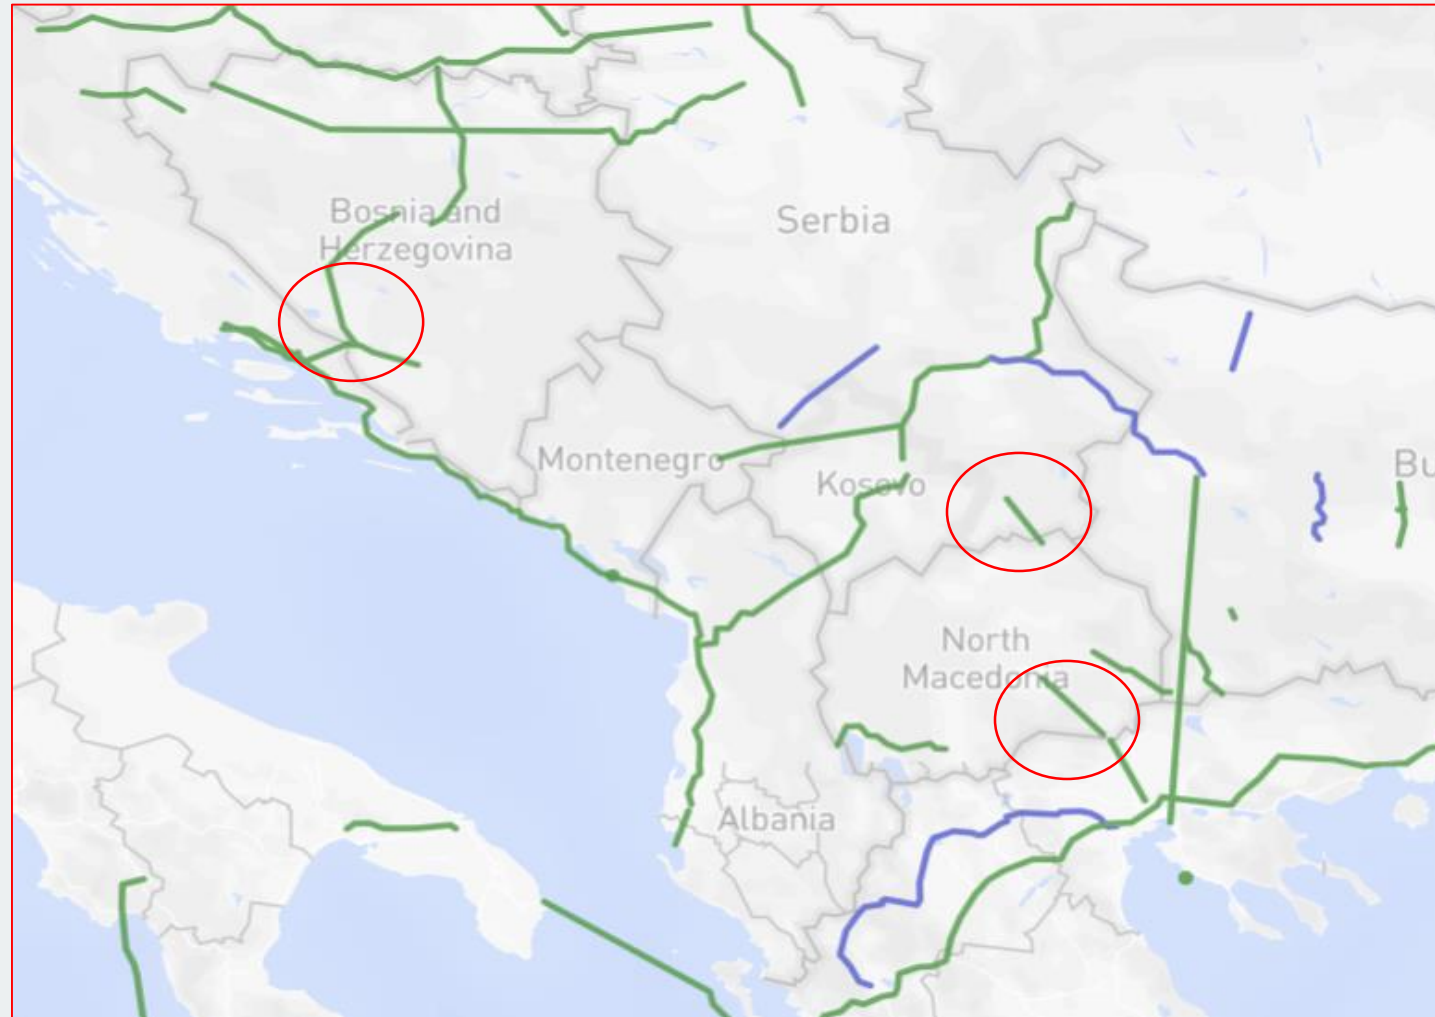 Bosnia and
Herzegovina
Serbia
Montenegro
Kosovo
Bu
North
Macedonia
Albania